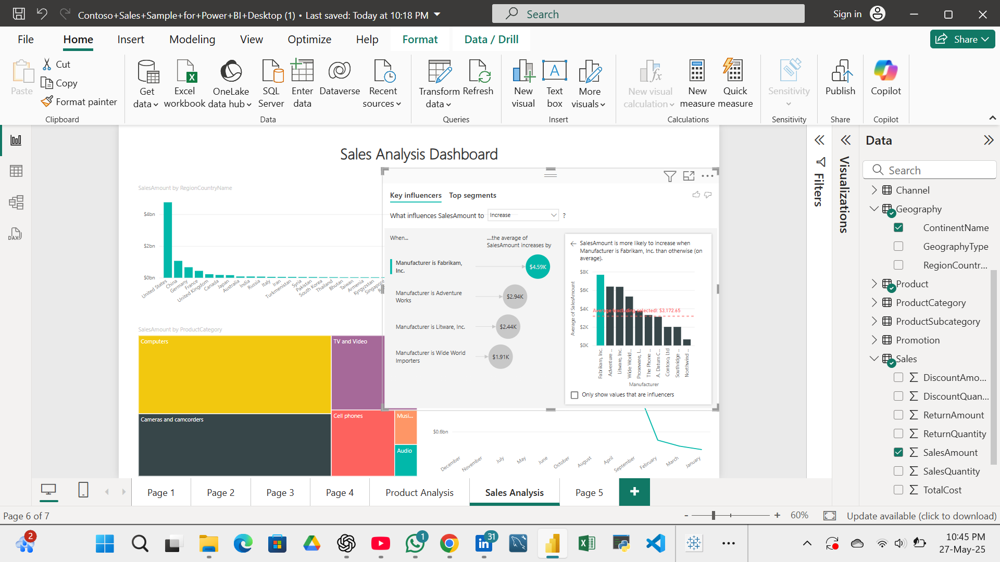 Contoso+Sales+Sample+for+Power+BI+Desktop (1) • Last saved: Today at 10:18 PM
Search
Sign in
File
Home
Insert
Modeling
View
Optimize
Help
Format
Data / Drill
Share
Paste
Cut
Copy
Format painter
Clipboard
Get
data
Excel
workbook
OneLake
data hub
SQL
Server
Enter
data
Dataverse
Recent
sources
Data
Transform
data
Refresh
Queries
New
visual
Text
box
More
visuals
Insert
New visual
calculation
New
measure
Quick
measure
Calculations
Sensitivity
Sensitivity
Publish
Share
Copilot
Copilot
Sales Analysis Dashboard
SalesAmount by RegionCountryName
$4bn
$2bn
$0bn
United States
China
Germany
France
United Kingdom
Canada
Japan
Australia
India
Russia
Italy
Iran
Turkmenistan
Syria
Pakistan
South Korea
Thailand
Bhutan
Taiwan
Armenia
Kyrgyzstan
Singapore
SalesAmount by ProductCategory
Computers
TV and Video
Cameras and camcorders
Cell phones
Musi...
Audio
Key influencers
Top segments
What influences SalesAmount to
Increase
?
When...
....the average of
SalesAmount increases by
Manufacturer is Fabrikam,
Inc.
$4.59K
Manufacturer is Adventure
Works
$2.94K
Manufacturer is Litware, Inc.
$2.44K
Manufacturer is Wide World
Importers
$1.91K
SalesAmount is more likely to increase when
Manufacturer is Fabrikam, Inc. than otherwise (on
average).
Average of SalesAmount
$8K
$6K
$4K
$2K
$0K
Average (excluding selected): $3,172.65
Fabrikam, Inc.
Adventure ...
Litware, Inc.
Wide World...
Proseware, I...
The Phone ...
A. Datum C...
Contoso, Ltd
Southridge ...
Northwind ...
Manufacturer
Only show values that are influencers
$0.6bn
December
November
July
May
June
October
August
April
September
February
March
January
Filters
Visualizations
Data
Search
Channel
Geography
ContinentName
GeographyType
RegionCountr...
Product
ProductCategory
ProductSubcategory
Promotion
Sales
DiscountAmo...
DiscountQuan...
ReturnAmount
ReturnQuantity
SalesAmount
SalesQuantity
TotalCost
Page 1
Page 2
Page 3
Page 4
Product Analysis
Sales Analysis
Page 5
Page 6 of 7
60%
Update available (click to download)
2
1
31
10:45 PM
27-May-25